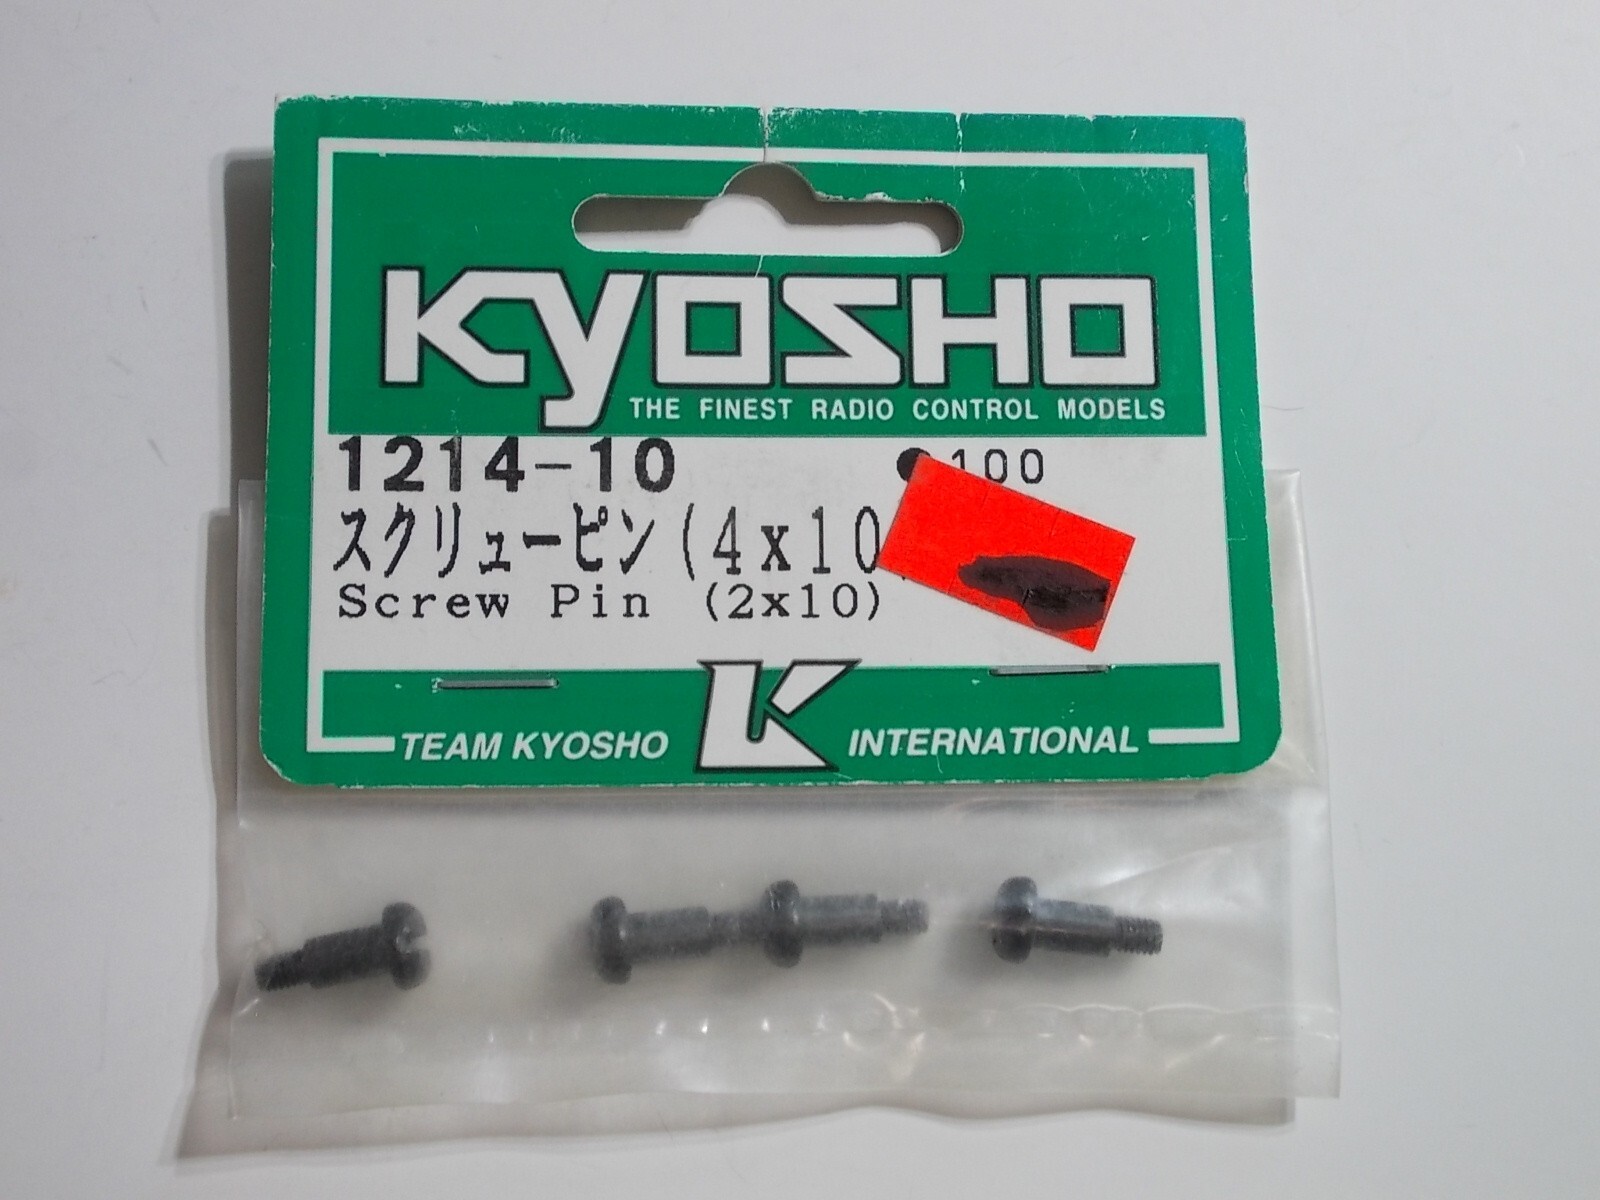 KYOSHO
THE FINEST RADIO CONTROL MODELS
1214-10 ●100
スクリューピン(4x10
Screw Pin (2x10)
TEAM KYOSHO K INTERNATIONAL